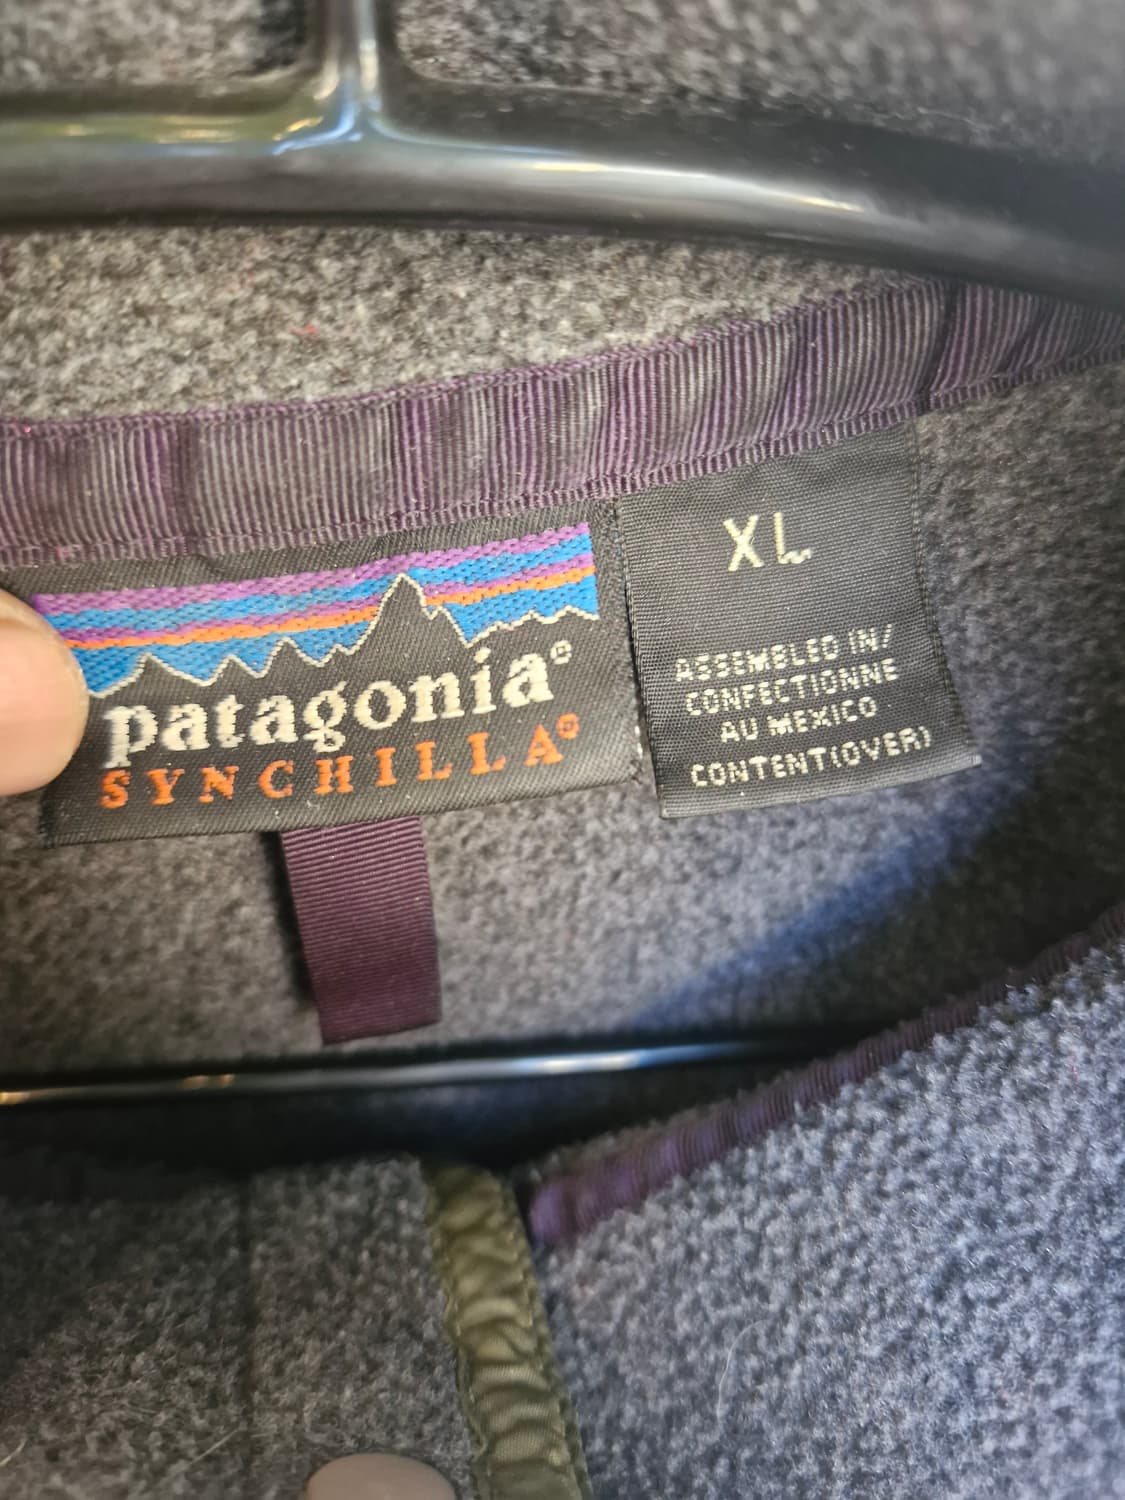 patagonia®
SYNCHILLA®
XL
ASSEMBLED IN/
CONFECTIONNE
AU MEXICO
CONTENT(OVER)